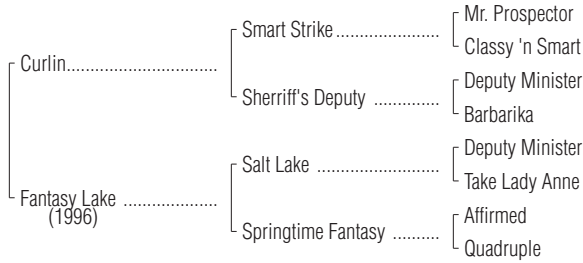 Mr. Prospector
Smart Strike
Classy 'n Smart
Curlin
Deputy Minister
Sherriff's Deputy
Barbarika
Deputy Minister
Salt Lake
Take Lady Anne
Fantasy Lake
(1996)
Affirmed
Springtime Fantasy
Quadruple